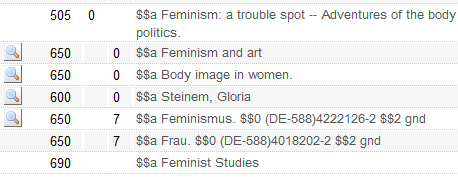 505 0 $$a Feminism: a trouble spot -- Adventures of the body
politics.
650 0 $$a Feminism and art
650 0 $$a Body image in women.
600 0 $$a Steinem, Gloria
650 7 $$a Feminismus. $$0 (DE-588)4222126-2 $$2 gnd
650 7 $$a Frau. $$0 (DE-588)4018202-2 $$2 gnd
690 $$a Feminist Studies